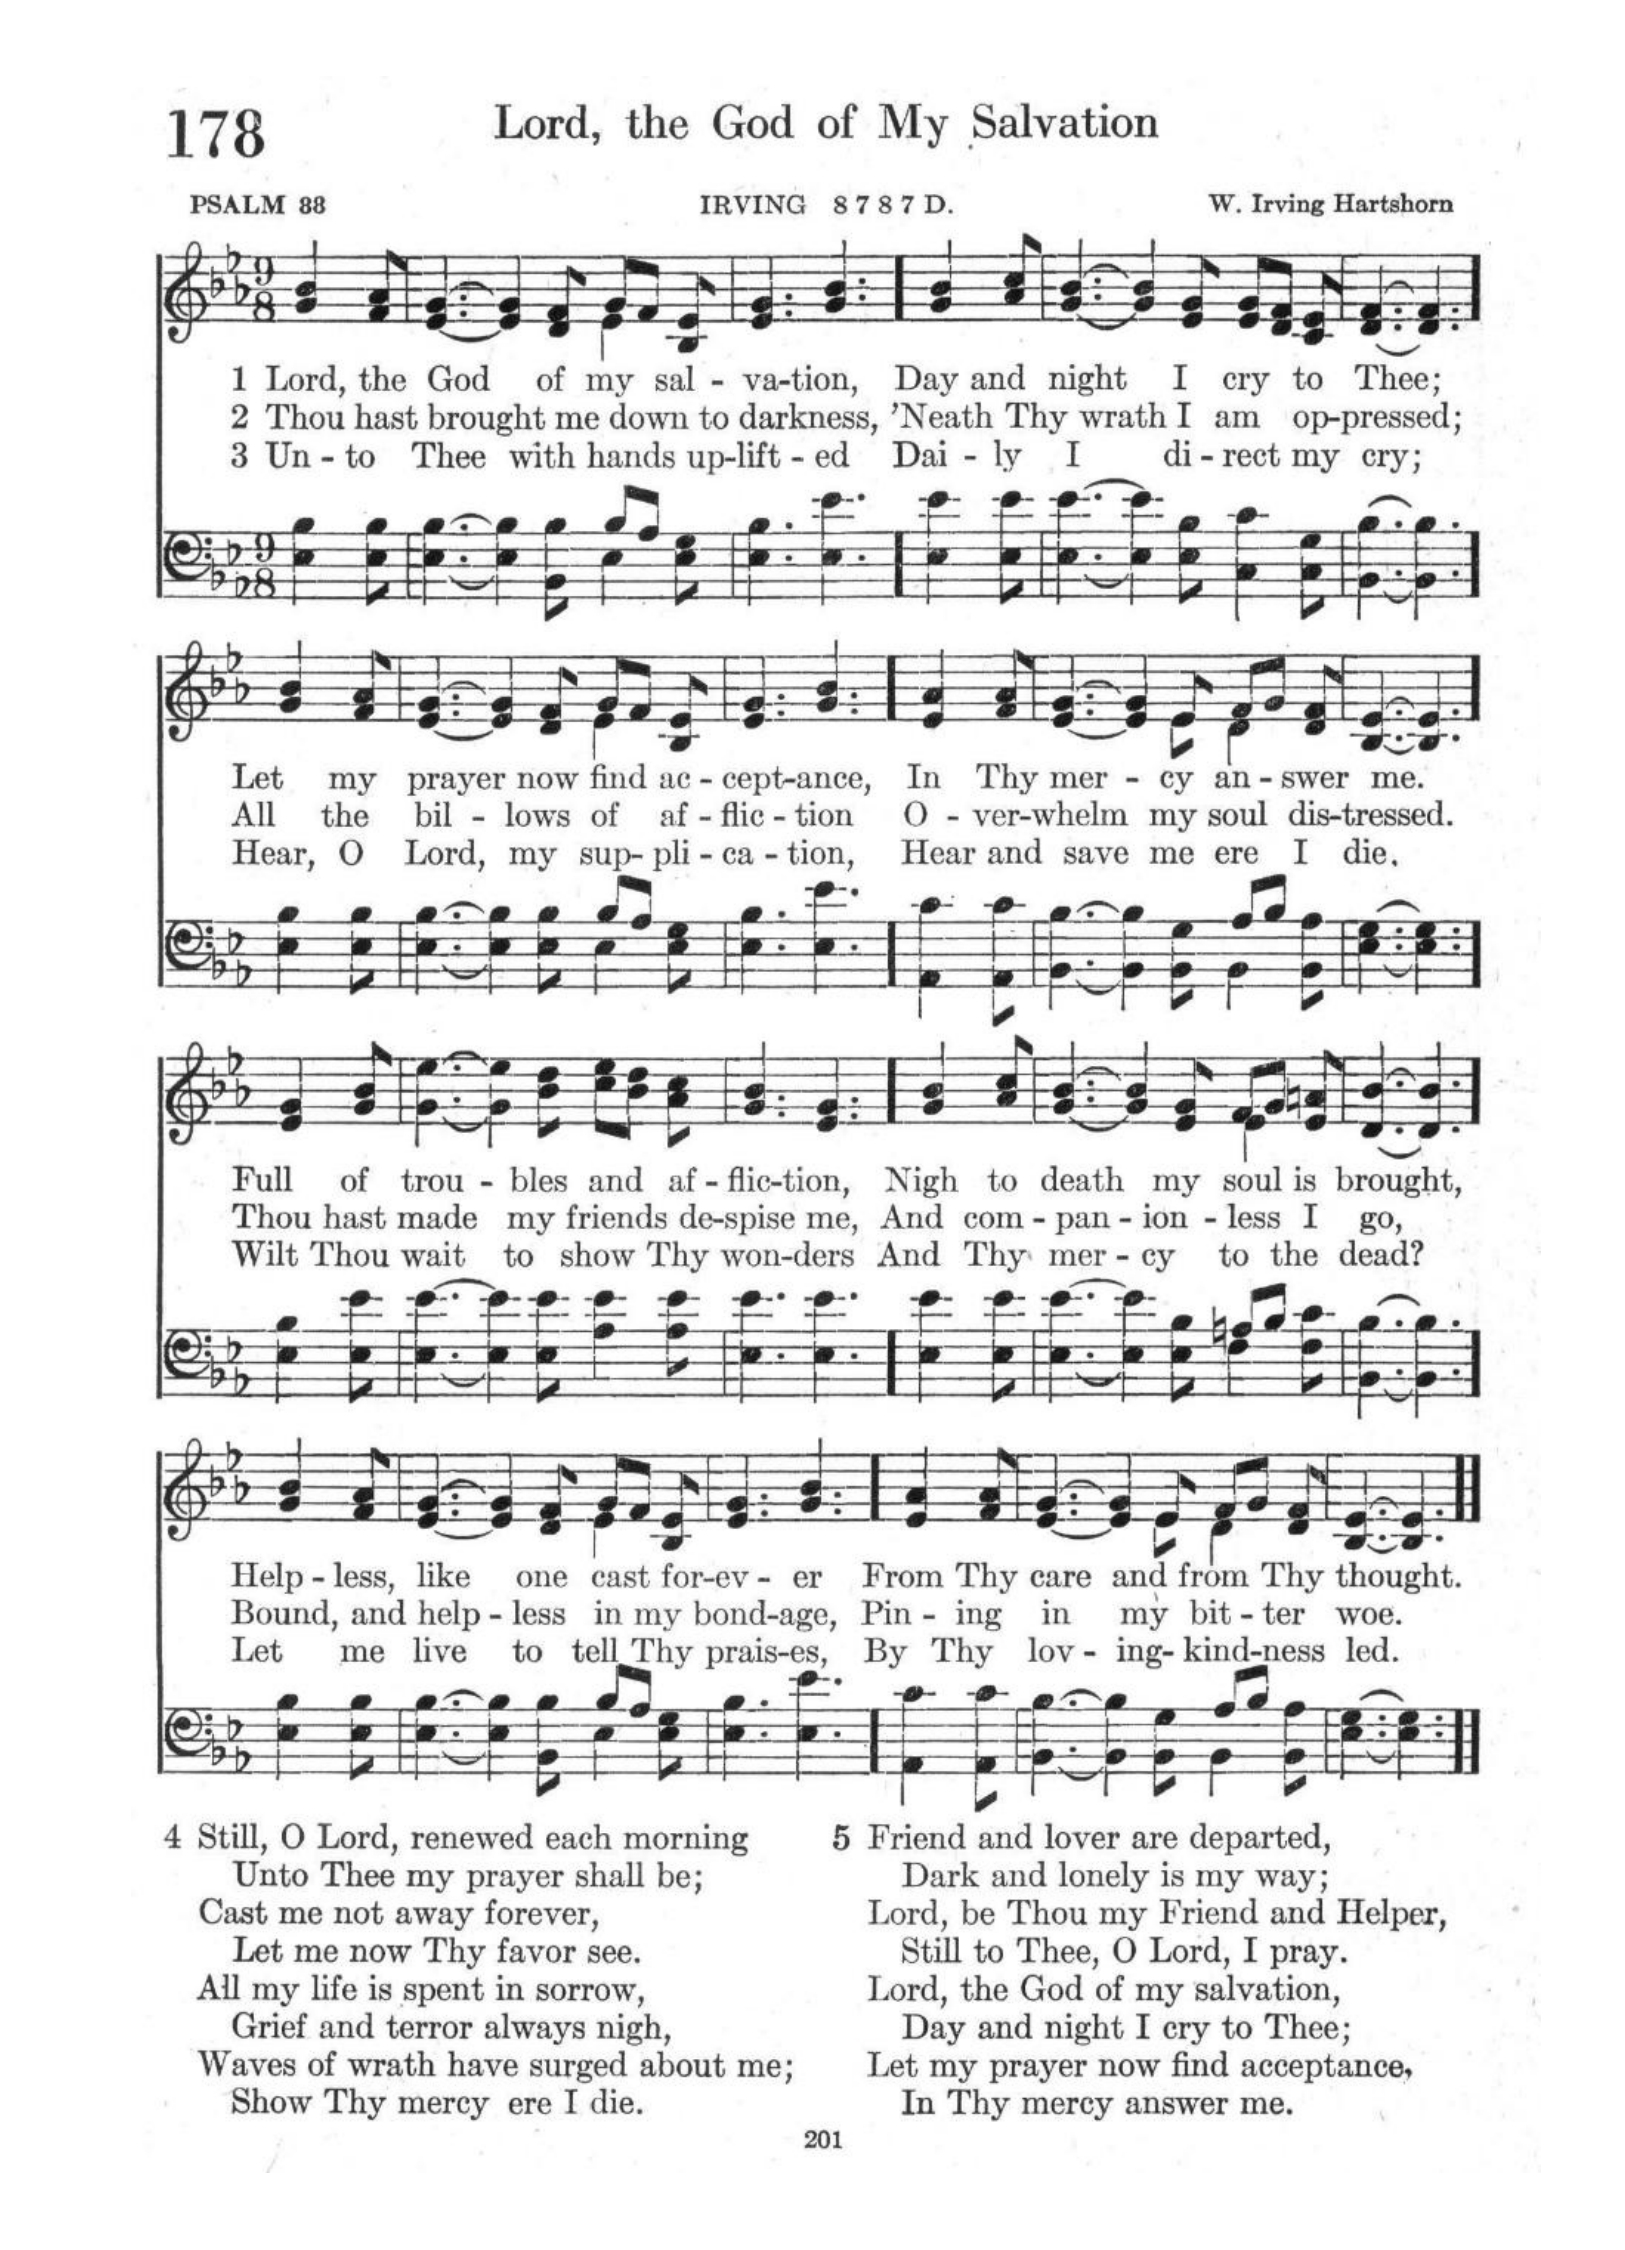 178
Lord, the God of My Salvation
PSALM 88
IRVING 8 7 8 7 D.
W. Irving Hartshorn
1 Lord, the God of my sal - va-tion, Day and night I cry to Thee;
2 Thou hast brought me down to darkness, ’Neath Thy wrath I am op-pressed;
3 Un - to Thee with hands up-lift - ed Dai - ly I di - rect my cry;
Let my prayer now find ac - cept-ance, In Thy mer - cy an - swer me.
All the bil - lows of af - flic - tion O - ver-whelm my soul dis-tressed.
Hear, O Lord, my sup- pli - ca - tion, Hear and save me ere I die.
Full of trou - bles and af - flic-tion, Nigh to death my soul is brought,
Thou hast made my friends de-spise me, And com - pan - ion - less I go,
Wilt Thou wait to show Thy won-ders And Thy mer - cy to the dead?
Help - less, like one cast for-ev - er From Thy care and from Thy thought.
Bound, and help - less in my bond-age, Pin - ing in my bit - ter woe.
Let me live to tell Thy prais-es, By Thy lov - ing- kind-ness led.
4 Still, O Lord, renewed each morning
Unto Thee my prayer shall be;
Cast me not away forever,
Let me now Thy favor see.
All my life is spent in sorrow,
Grief and terror always nigh,
Waves of wrath have surged about me;
Show Thy mercy ere I die.
5 Friend and lover are departed,
Dark and lonely is my way;
Lord, be Thou my Friend and Helper,
Still to Thee, O Lord, I pray.
Lord, the God of my salvation,
Day and night I cry to Thee;
Let my prayer now find acceptance,
In Thy mercy answer me.
201